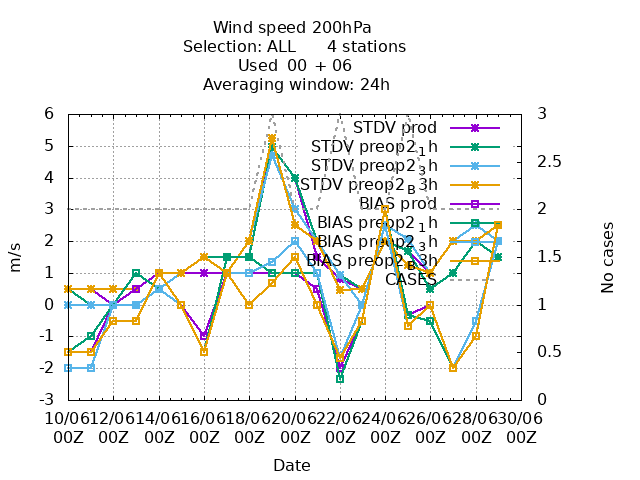 Wind speed 200hPa
Selection: ALL 4 stations
Used 00 + 06
Averaging window: 24h
6
5
4
3
2
1
0
-1
-2
-3
m/s
3
2.5
2
1.5
1
0.5
0
No cases
STDV prod
STDV preop2_1h
STDV preop2_3h
STDV preop2_B3h
BIAS prod
BIAS preop2_1h
BIAS preop2_3h
BIAS preop2_B3h
CASES
10/06 12/06 14/06 16/06 18/06 20/06 22/06 24/06 26/06 28/06 30/06
00Z 00Z 00Z 00Z 00Z 00Z 00Z 00Z 00Z 00Z 00Z
Date